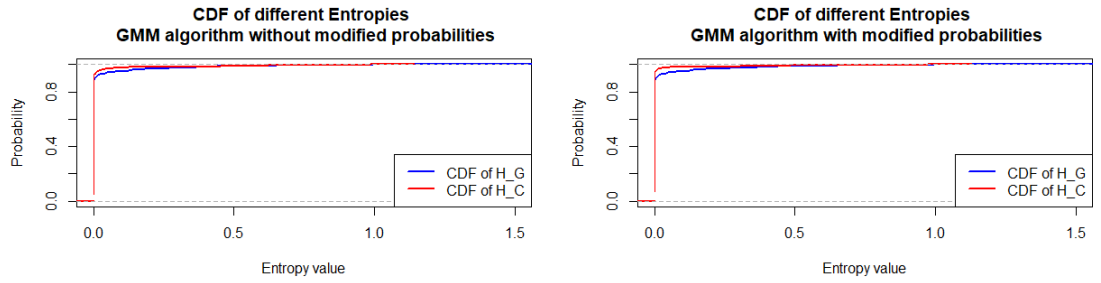 CDF of different Entropies
GMM algorithm without modified probabilities
Probability
0.0
0.4
0.8
0.0
0.5
1.0
1.5
Entropy value
CDF of H_G
CDF of H_C
CDF of different Entropies
GMM algorithm with modified probabilities
Probability
0.0
0.4
0.8
0.0
0.5
1.0
1.5
Entropy value
CDF of H_G
CDF of H_C